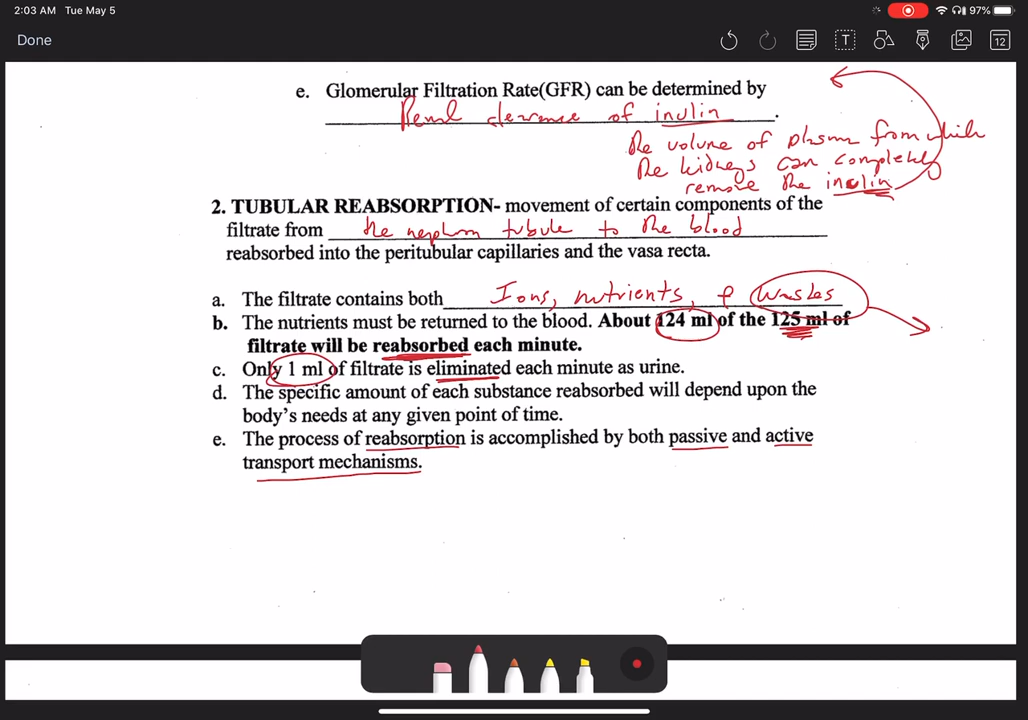 2:03 AM Tue May 5
97%
Done
T
12
e. Glomerular Filtration Rate(GFR) can be determined by
Renal clearance of inulin.
The volume of plasma from which
the kidneys can completely
remove the inulin
2. TUBULAR REABSORPTION- movement of certain components of the
filtrate from the nephron tubule to the blood
reabsorbed into the peritubular capillaries and the vasa recta.
a. The filtrate contains both Ions, nutrients, & Wastes
b. The nutrients must be returned to the blood. About 124 ml of the 125 ml of
filtrate will be reabsorbed each minute.
c. Only 1 ml of filtrate is eliminated each minute as urine.
d. The specific amount of each substance reabsorbed will depend upon the
body's needs at any given point of time.
e. The process of reabsorption is accomplished by both passive and active
transport mechanisms.